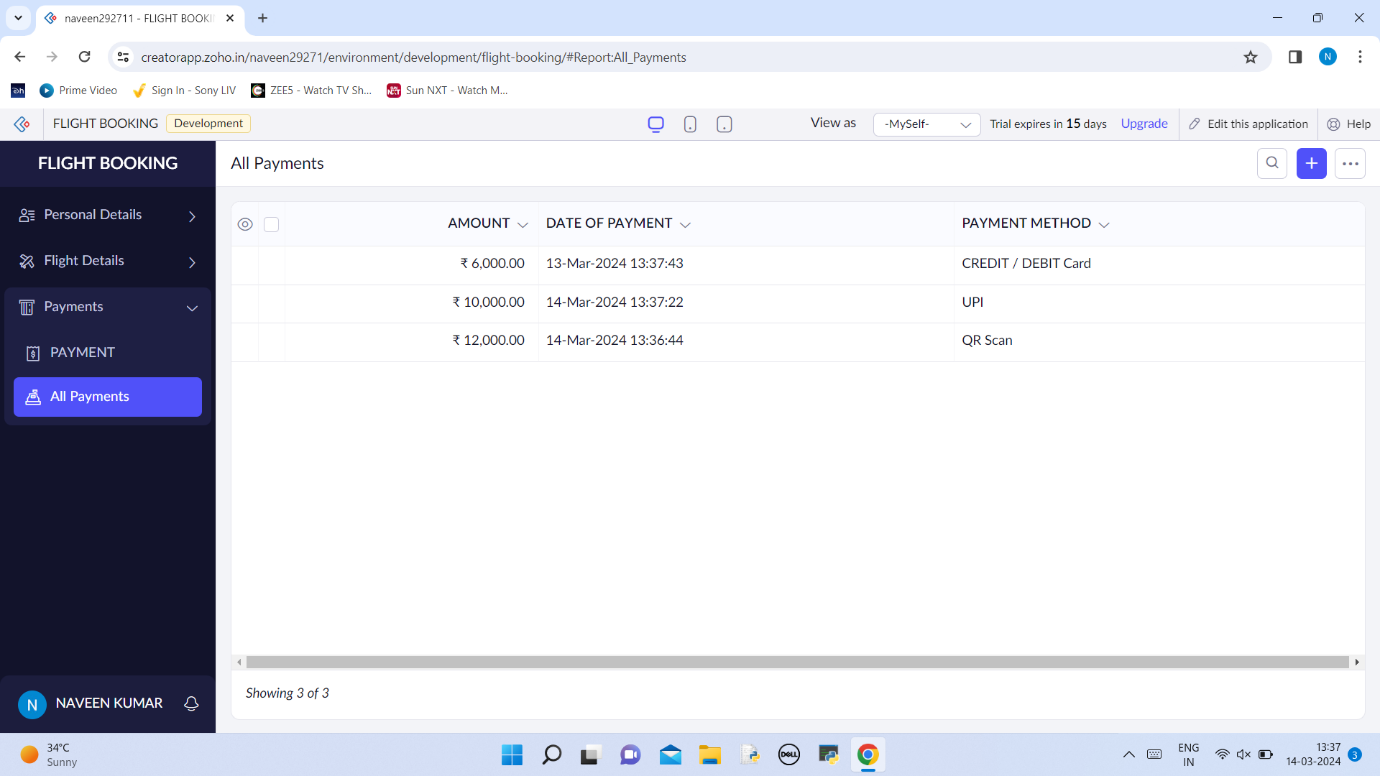 naveen292711 - FLIGHT BOOKI
creatorapp.zoho.in/naveen29271/environment/development/flight-booking/#Report:All_Payments
N
Prime Video
Sign In - Sony LIV
ZEE5 - Watch TV Sh...
Sun NXT - Watch M...
FLIGHT BOOKING
Development
View as
-MySelf-
Trial expires in 15 days
Upgrade
Edit this application
Help
FLIGHT BOOKING
Personal Details
Flight Details
Payments
PAYMENT
All Payments
N
NAVEEN KUMAR
All Payments
AMOUNT DATE OF PAYMENT PAYMENT METHOD
₹ 6,000.00 13-Mar-2024 13:37:43 CREDIT / DEBIT Card
₹ 10,000.00 14-Mar-2024 13:37:22 UPI
₹ 12,000.00 14-Mar-2024 13:36:44 QR Scan
Showing 3 of 3
34°C
Sunny
DELL
ENG
IN
13:37
14-03-2024
3